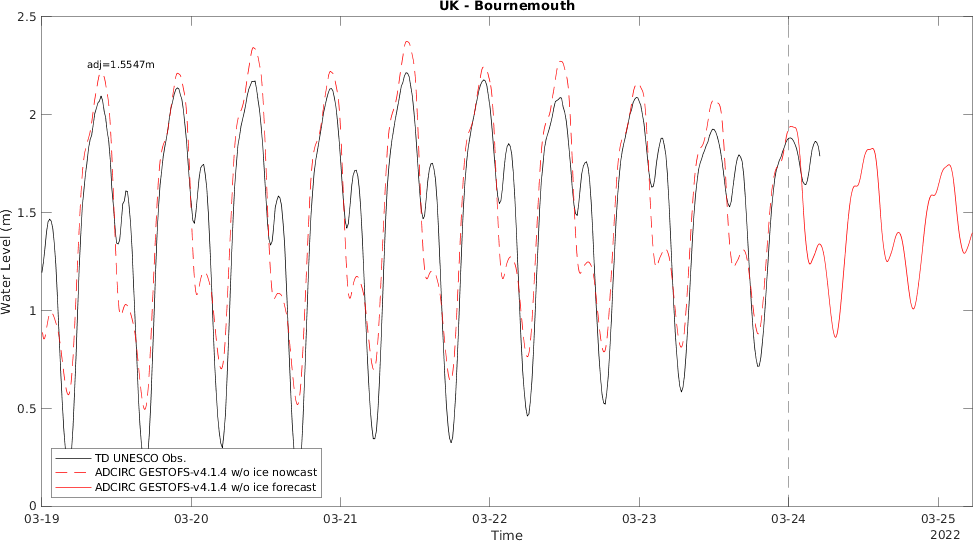 UK - Bournemouth
adj=1.5547m
2.5
2
1.5
1
0.5
0
Water Level (m)
TD UNESCO Obs.
ADCIRC GESTOFS-v4.1.4 w/o ice nowcast
ADCIRC GESTOFS-v4.1.4 w/o ice forecast
03-19
03-20
03-21
03-22
03-23
03-24
03-25
Time
2022